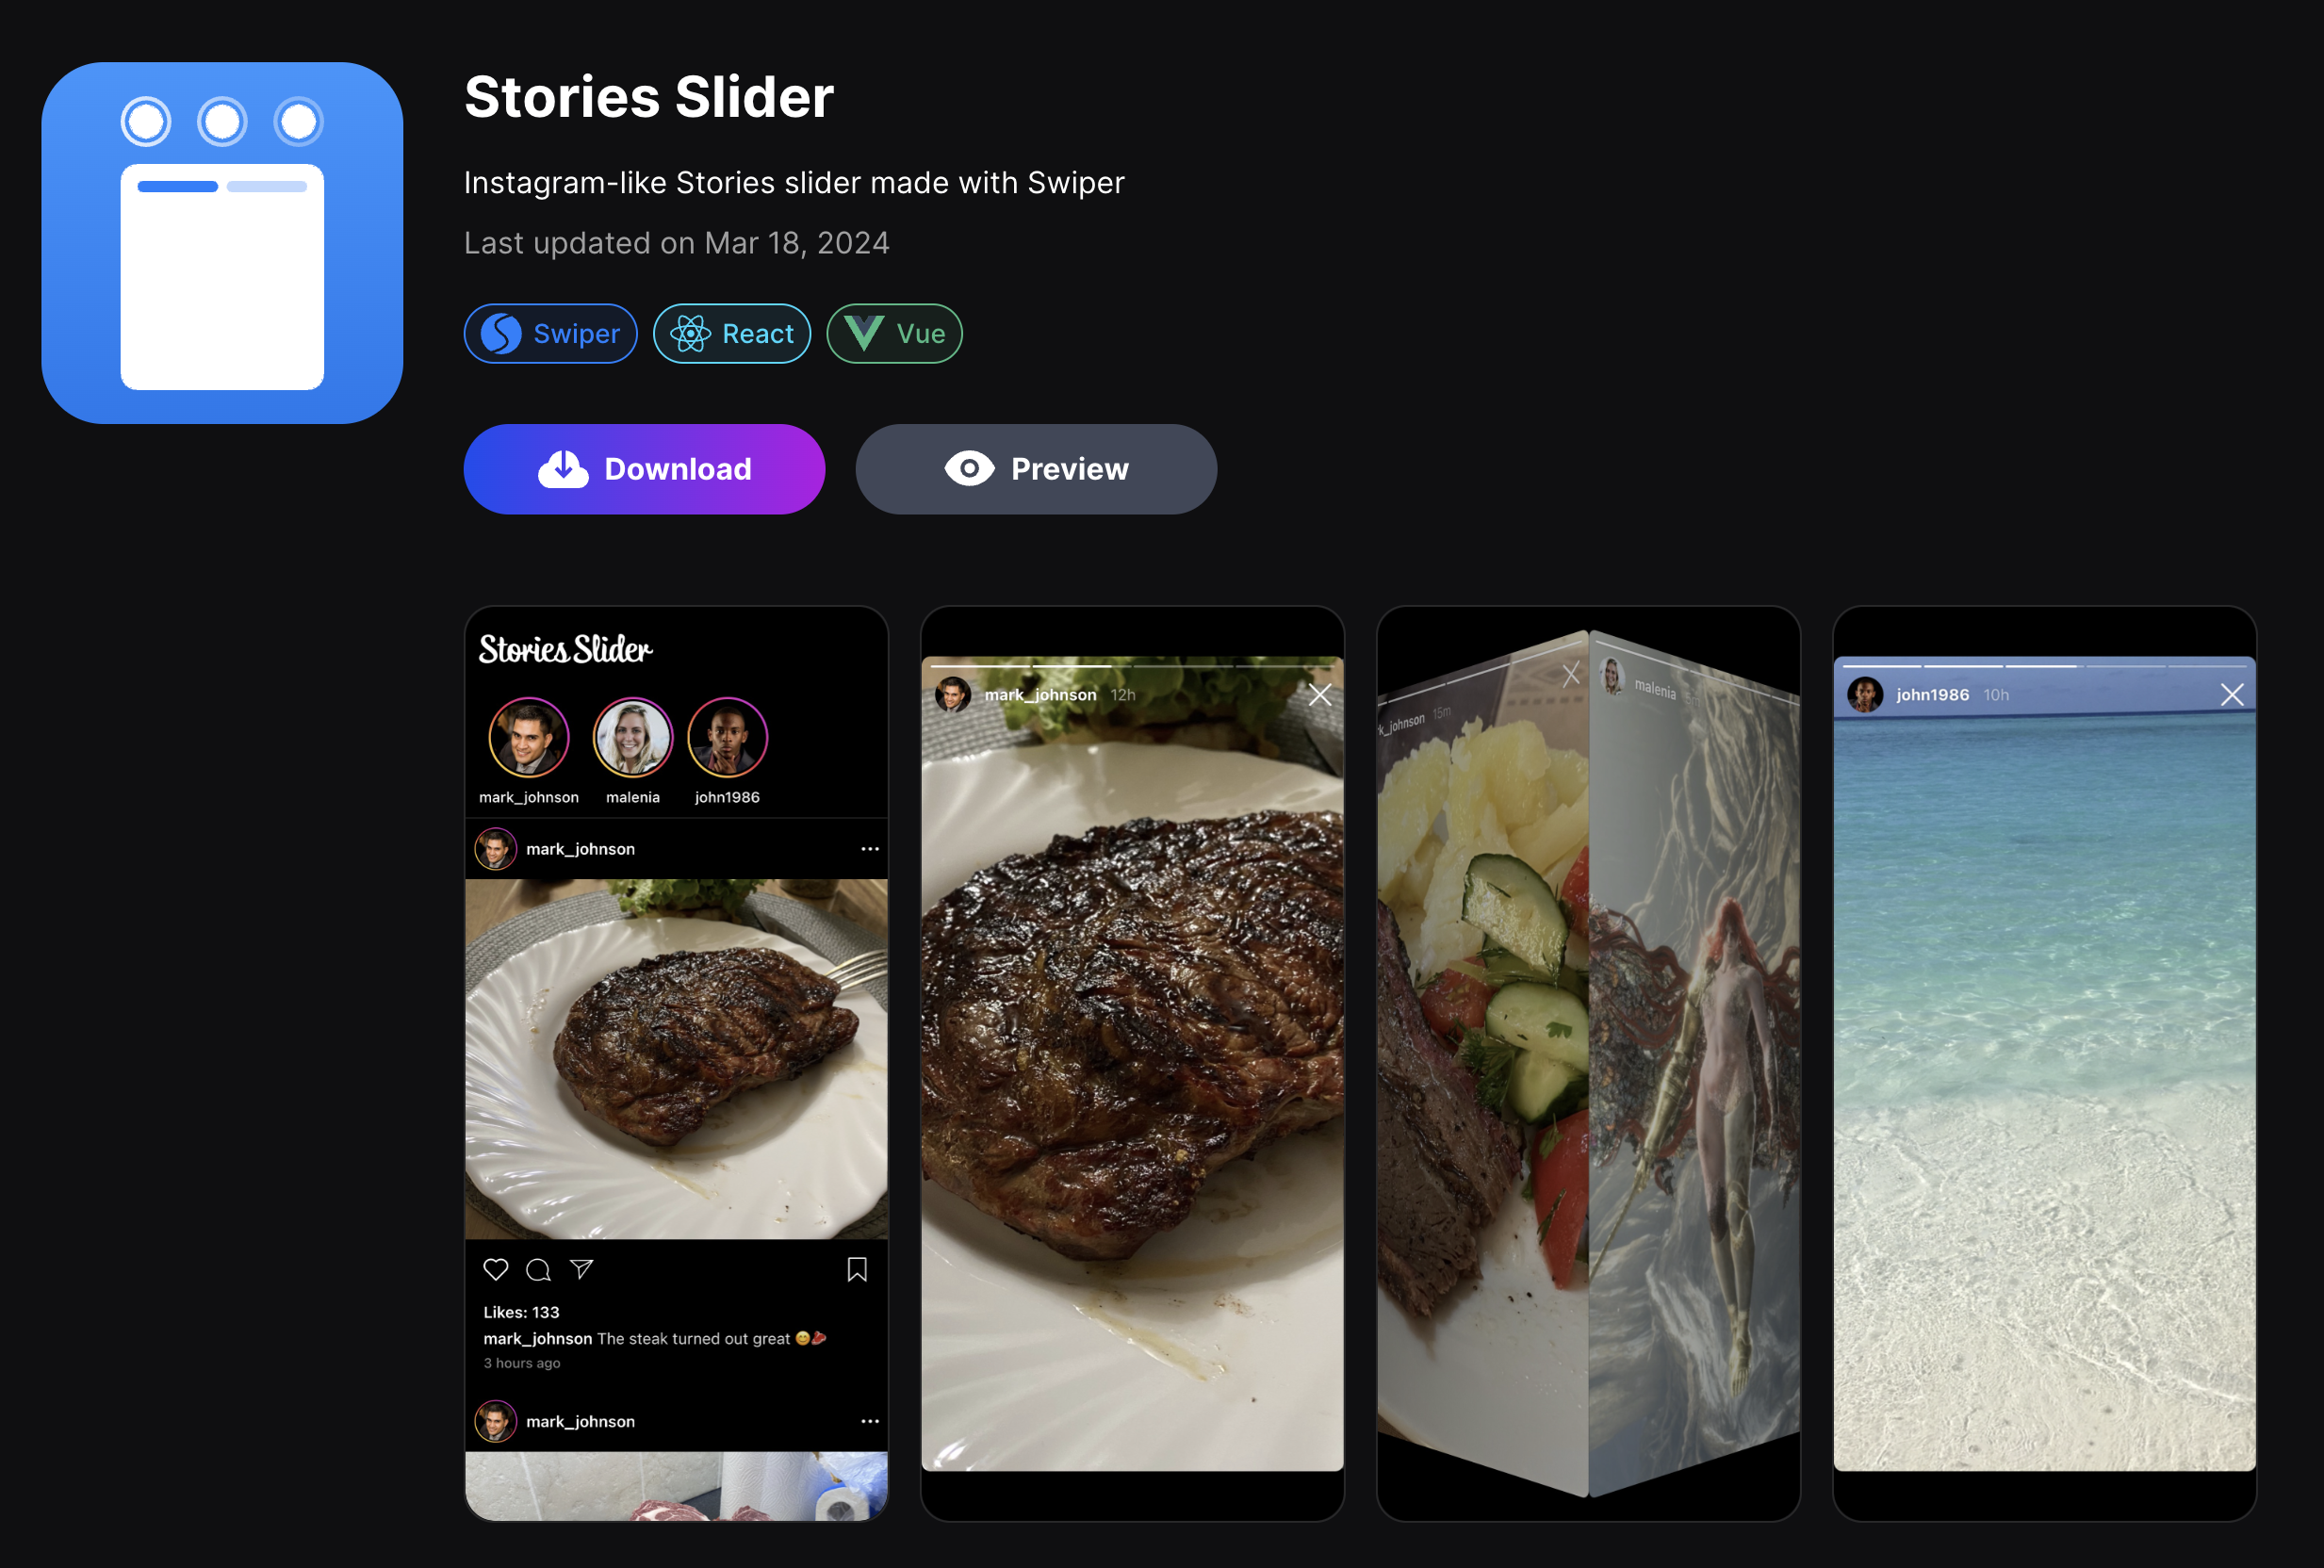 Stories Slider
Instagram-like Stories slider made with Swiper
Last updated on Mar 18, 2024
Swiper React Vue
Download Preview
Stories Slider
mark_johnson malenia john1986
mark_johnson
Likes: 133
mark_johnson The steak turned out great 😊🥩
3 hours ago
mark_johnson
mark_johnson 12h
k_johnson 15m
malenia
john1986 10h